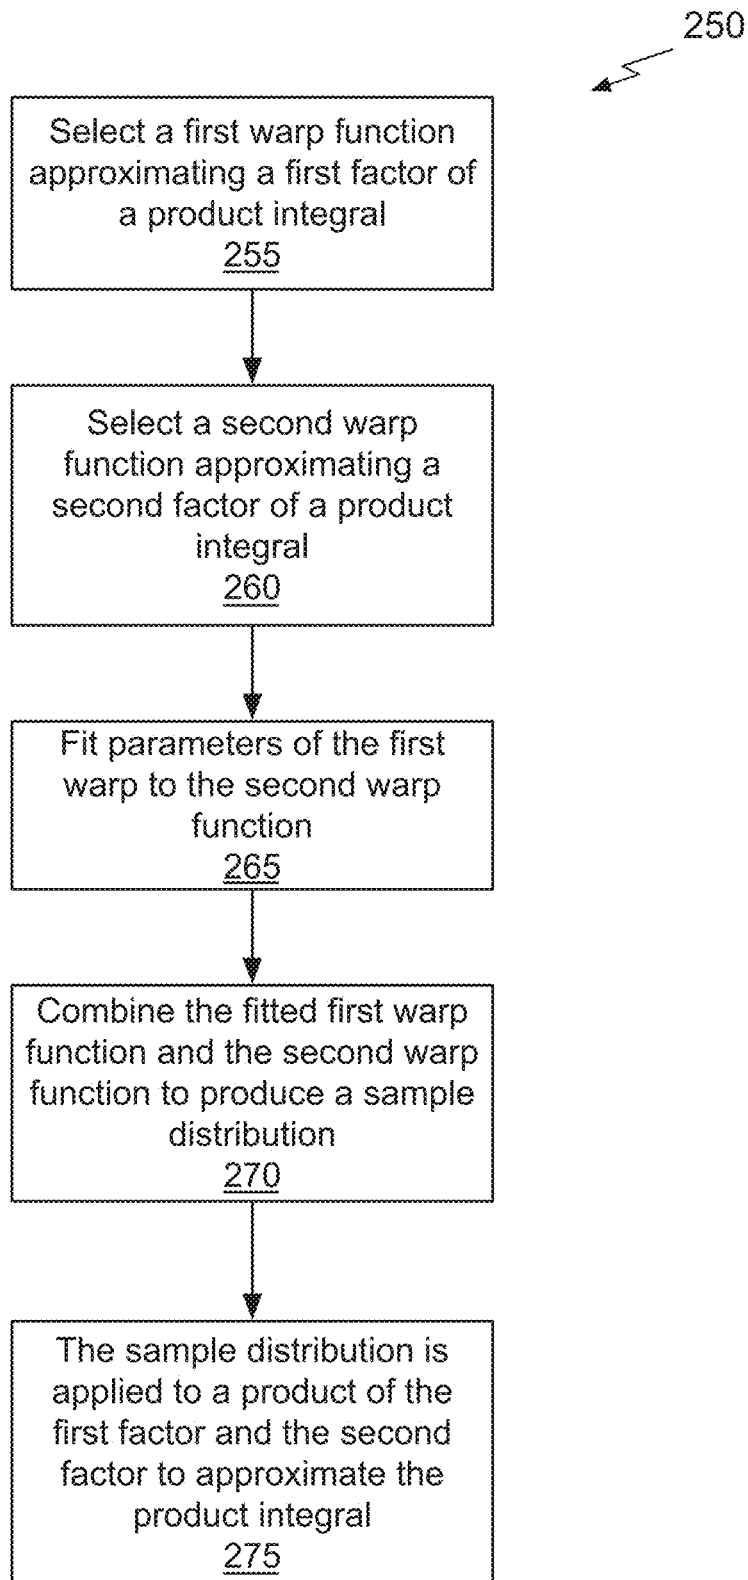 250
Select a first warp function
approximating a first factor of
a product integral
255
Select a second warp
function approximating a
second factor of a product
integral
260
Fit parameters of the first
warp to the second warp
function
265
Combine the fitted first warp
function and the second warp
function to produce a sample
distribution
270
The sample distribution is
applied to a product of the
first factor and the second
factor to approximate the
product integral
275